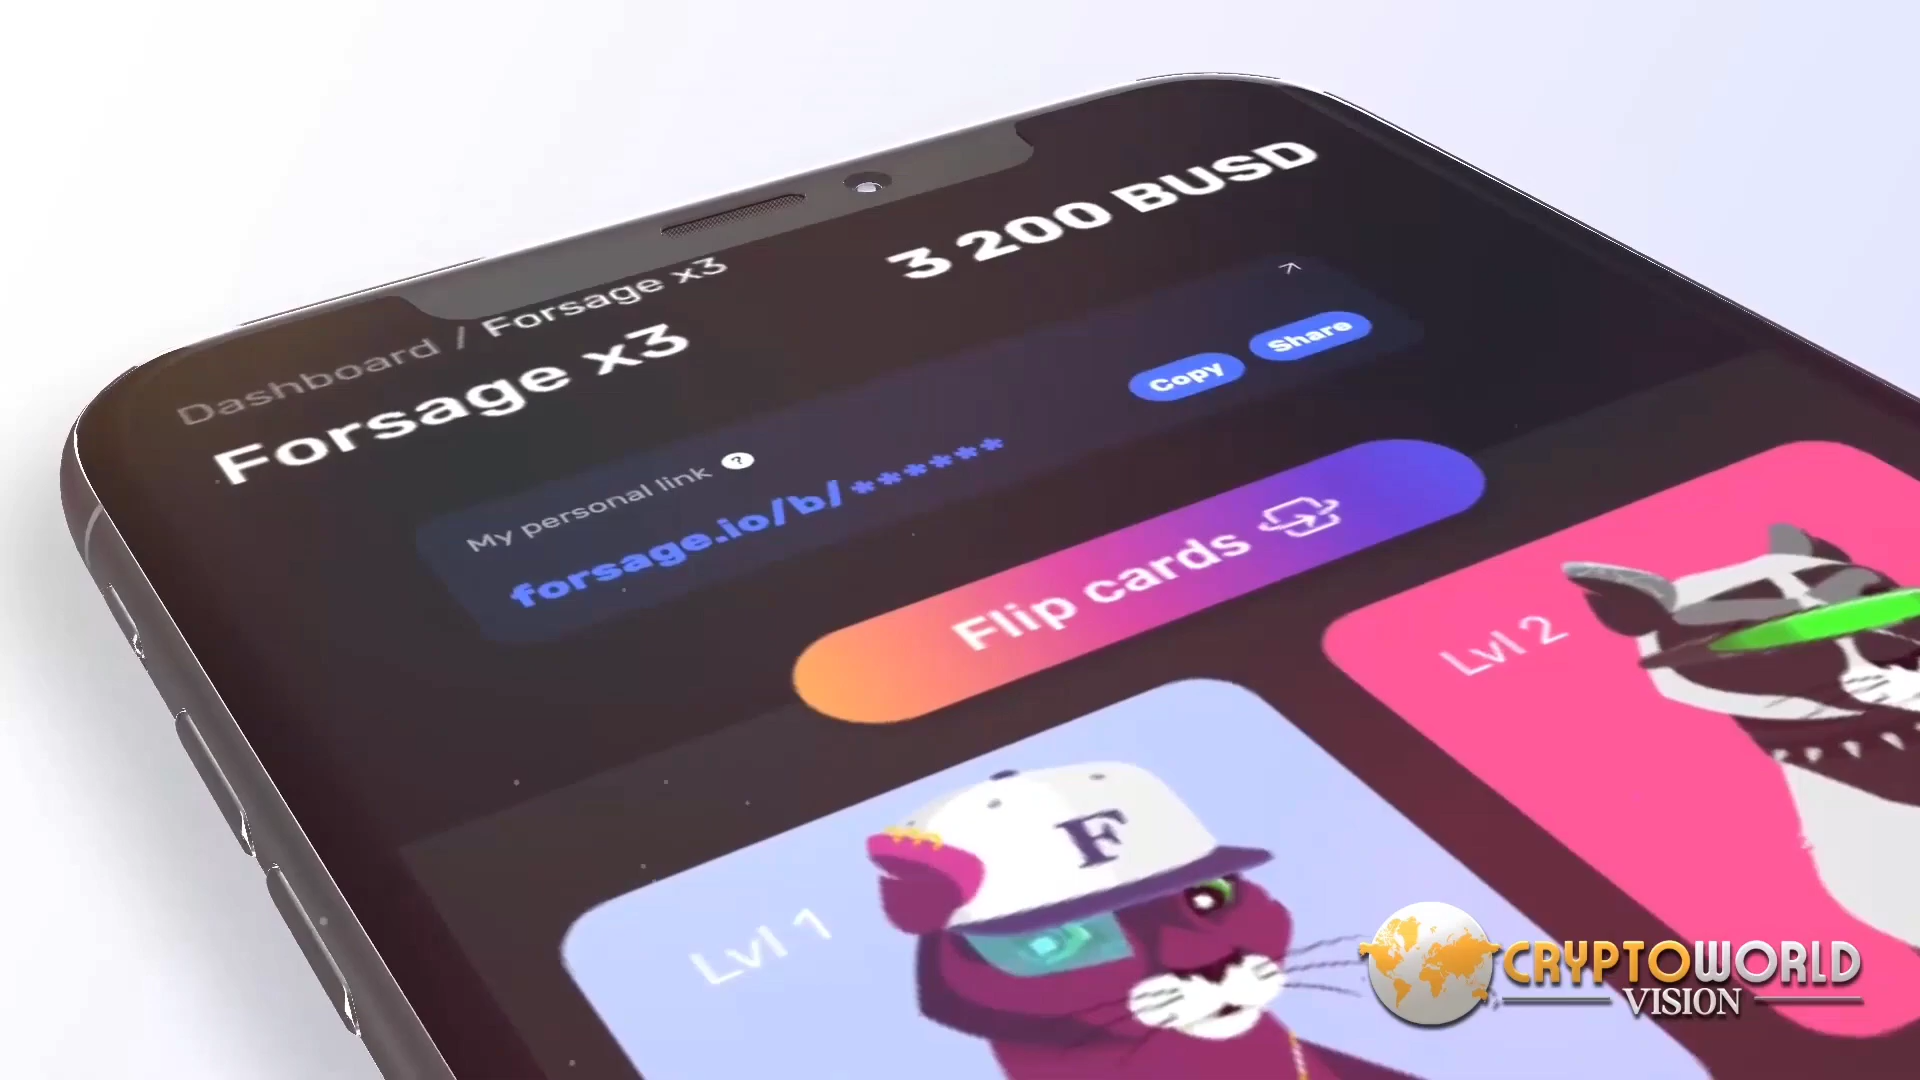 Dashboard / Forsage x3
Forsage x3
3 200 BUSD
My personal link ?
forsage.io/b/******
Copy
Share
Flip cards
Lvl 1
Lvl 2
F
CRYPTOWORLD
VISION